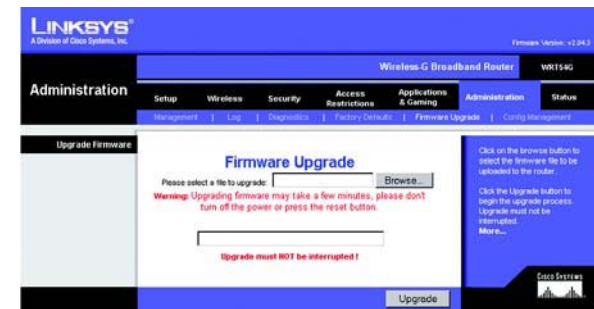 LINKSYS®
A Division of Cisco Systems, Inc.
Firmware Version: v2.04.3
Wireless-G Broadband Router WRT54G
Administration
Setup Wireless Security Access Restrictions Applications & Gaming Administration Status
Management | Log | Diagnostics | Factory Defaults | Firmware Upgrade | Config Management
Upgrade Firmware
Firmware Upgrade
Please select a file to upgrade: Browse...
Warning: Upgrading firmware may take a few minutes, please don't
turn off the power or press the reset button.
Upgrade must NOT be interrupted !
Click on the browse button to
select the firmware file to be
uploaded to the
router.
Click the Upgrade button to
begin the upgrade process.
Upgrade must not be
interrupted.
More...
CISCO SYSTEMS
Upgrade